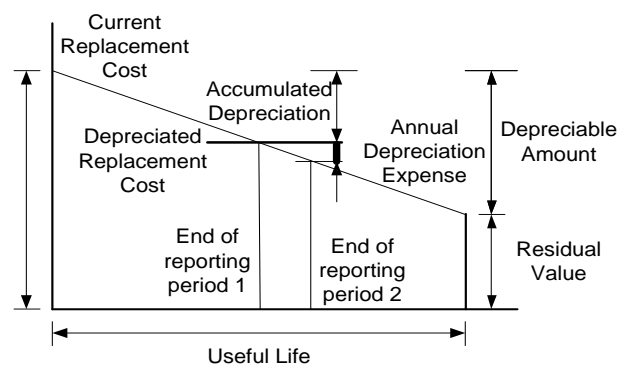 Current
Replacement
Cost
Accumulated
Depreciation
Depreciated
Replacement
Cost
Annual
Depreciation
Expense
Depreciable
Amount
End of
reporting
period 1
End of
reporting
period 2
Residual
Value
Useful Life